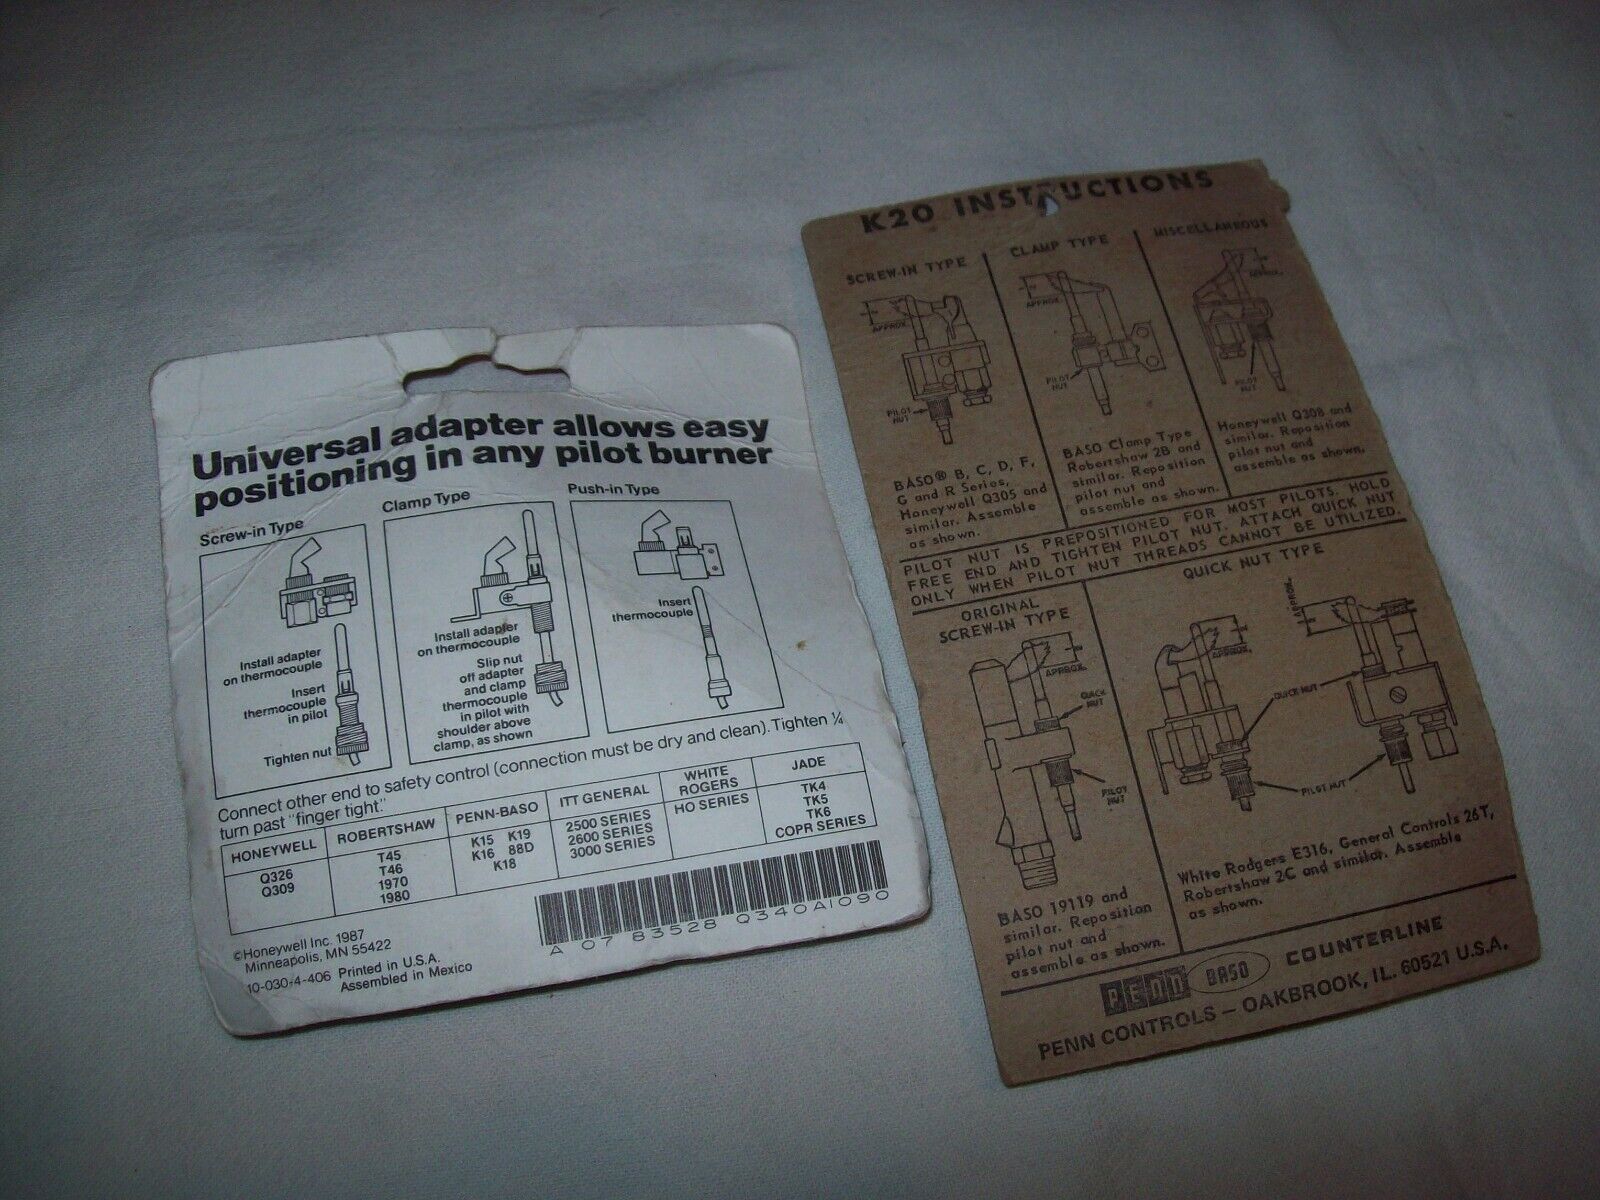 Universal adapter allows easy
positioning in any pilot burner
Screw-in Type
Install adapter
on thermocouple
Insert
thermocouple
in pilot
Tighten nut
Clamp Type
Install adapter
on thermocouple
Slip nut
off adapter
and clamp
thermocouple
in pilot with
shoulder above
clamp, as shown
Push-in Type
Insert
thermocouple
Connect other end to safety control (connection must be dry and clean). Tighten ¼
turn past "finger tight."
HONEYWELL
Q326
Q309
ROBERTSHAW
T45
T46
1970
1980
PENN-BASO
K15 K19
K16 88D
K18
ITT GENERAL
2500 SERIES
2600 SERIES
3000 SERIES
WHITE
ROGERS
HO SERIES
JADE
TK4
TK5
TK6
COPR SERIES
A 07 83528 Q340A1090
©Honeywell Inc. 1987
Minneapolis, MN 55422
10-030-4-406 Printed in U.S.A.
Assembled in Mexico
K20 INSTRUCTIONS
SCREW-IN TYPE
APPROX.
PILOT
NUT
BASO® B, C, D, F,
G and R Series,
Honeywell Q305 and
similar. Assemble
as shown.
CLAMP TYPE
APPROX.
PILOT
NUT
BASO Clamp Type
Robertshaw 2B and
similar. Reposition
pilot nut and
assemble as shown.
MISCELLANEOUS
APPROX.
PILOT
NUT
Honeywell Q308 and
similar. Reposition
pilot nut and
assemble as shown.
PILOT NUT IS PREPOSITIONED FOR MOST PILOTS. HOLD
FREE END AND TIGHTEN PILOT NUT. ATTACH QUICK NUT
ONLY WHEN PILOT NUT THREADS CANNOT BE UTILIZED.
ORIGINAL
SCREW-IN TYPE
APPROX.
QUICK
NUT
PILOT
NUT
BASO 19119 and
similar. Reposition
pilot nut and
assemble as shown.
QUICK NUT TYPE
APPROX.
APPROX.
QUICK NUT
PILOT NUT
White Rodgers E316, General Controls 26T,
Robertshaw 2C and similar. Assemble
as shown.
PENN BASO COUNTERLINE
PENN CONTROLS – OAKBROOK, IL. 60521 U.S.A.